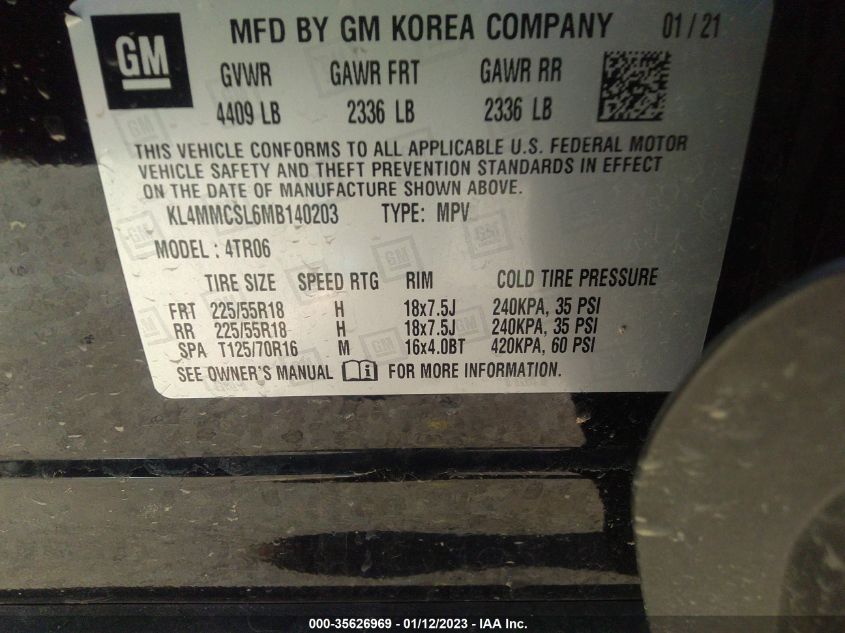 GM
MFD BY GM KOREA COMPANY 01 / 21
GVWR GAWR FRT GAWR RR
4409 LB 2336 LB 2336 LB
THIS VEHICLE CONFORMS TO ALL APPLICABLE U.S. FEDERAL MOTOR
VEHICLE SAFETY AND THEFT PREVENTION STANDARDS IN EFFECT
ON THE DATE OF MANUFACTURE SHOWN ABOVE.
KL4MMCSL6MB140203 TYPE: MPV
MODEL : 4TR06
TIRE SIZE SPEED RTG RIM COLD TIRE PRESSURE
FRT 225/55R18 H 18x7.5J 240KPA, 35 PSI
RR 225/55R18 H 18x7.5J 240KPA, 35 PSI
SPA T125/70R16 M 16x4.0BT 420KPA, 60 PSI
SEE OWNER'S MANUAL i FOR MORE INFORMATION.
000-35626969 - 01/12/2023 - IAA Inc.